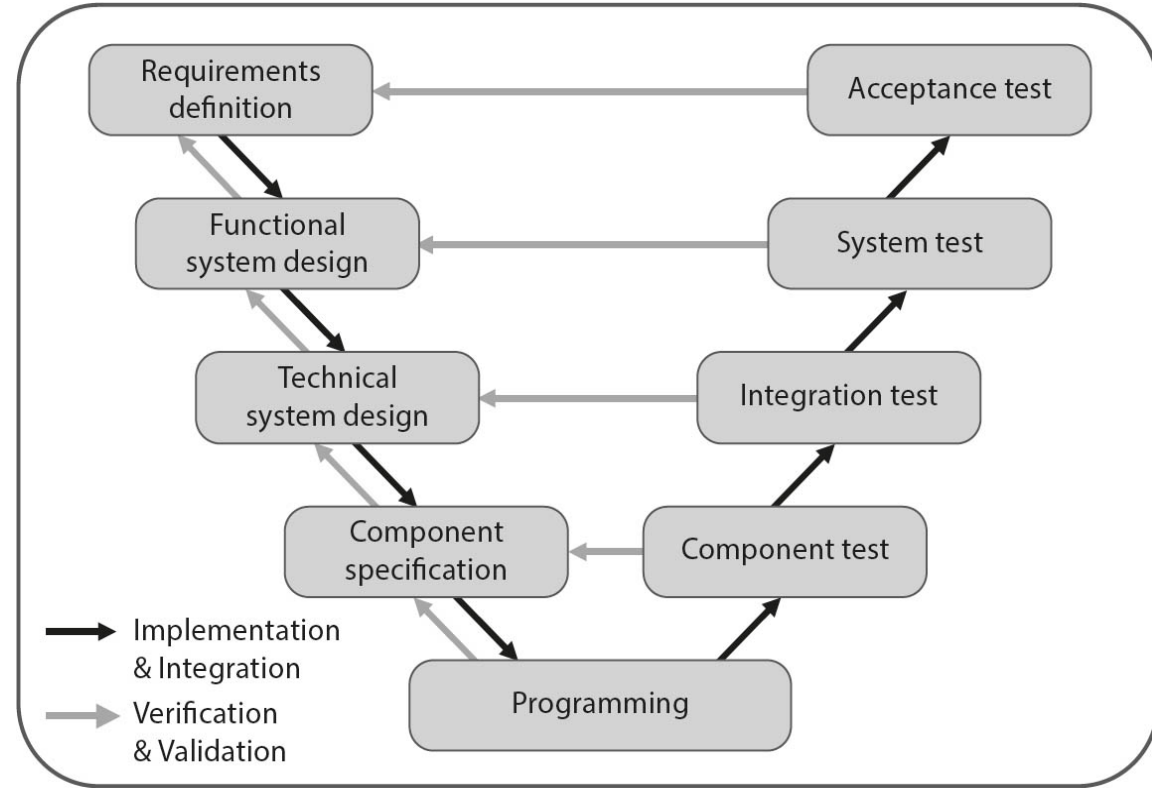 Requirements
definition
Acceptance test
Functional
system design
System test
Technical
system design
Integration test
Component
specification
Component test
Programming
Implementation
& Integration
Verification
& Validation